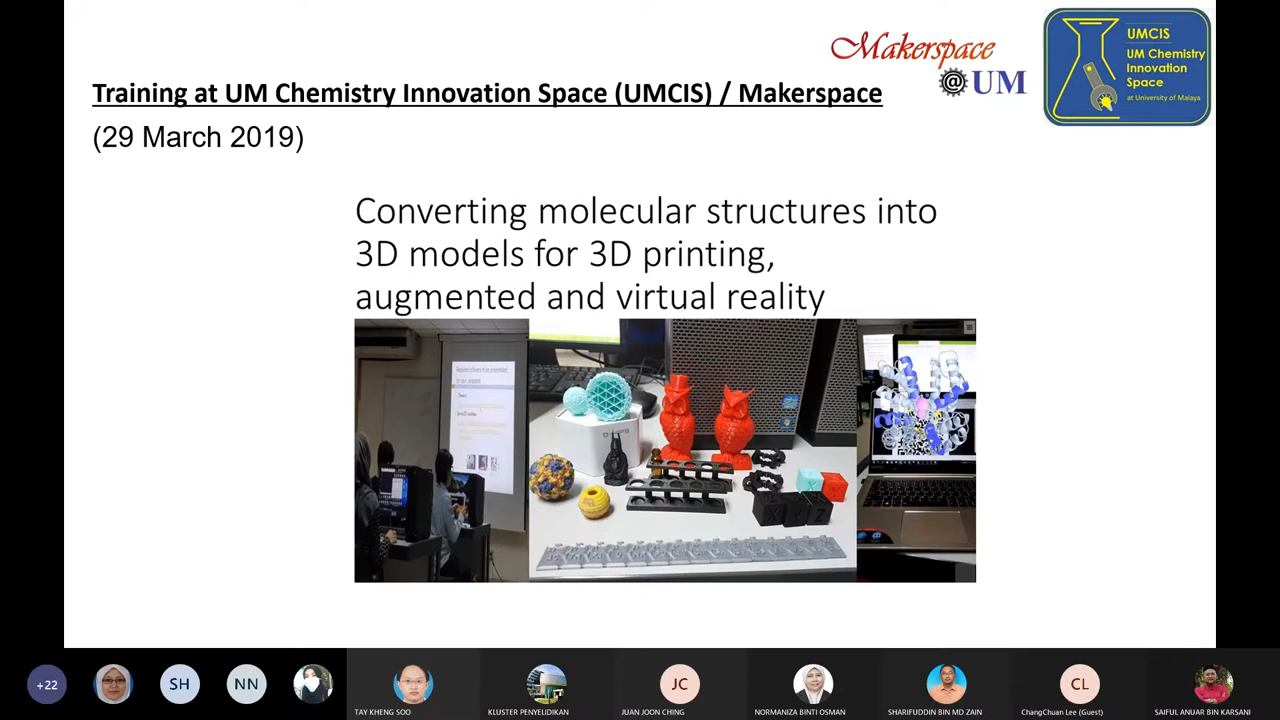 Makerspace
@UM
UMCIS
UM Chemistry
Innovation
Space
at University of Malaya
Training at UM Chemistry Innovation Space (UMCIS) / Makerspace
(29 March 2019)
Converting molecular structures into
3D models for 3D printing,
augmented and virtual reality
X Y Z
+22
SH
NN
TAY KHENG SOO
KLUSTER PENYELIDIKAN
JC
JUAN JOON CHING
NORMANIZA BINTI OSMAN
SHARIFUDDIN BIN MD ZAIN
CL
ChangChuan Lee (Guest)
SAIFUL ANUAR BIN KARSANI